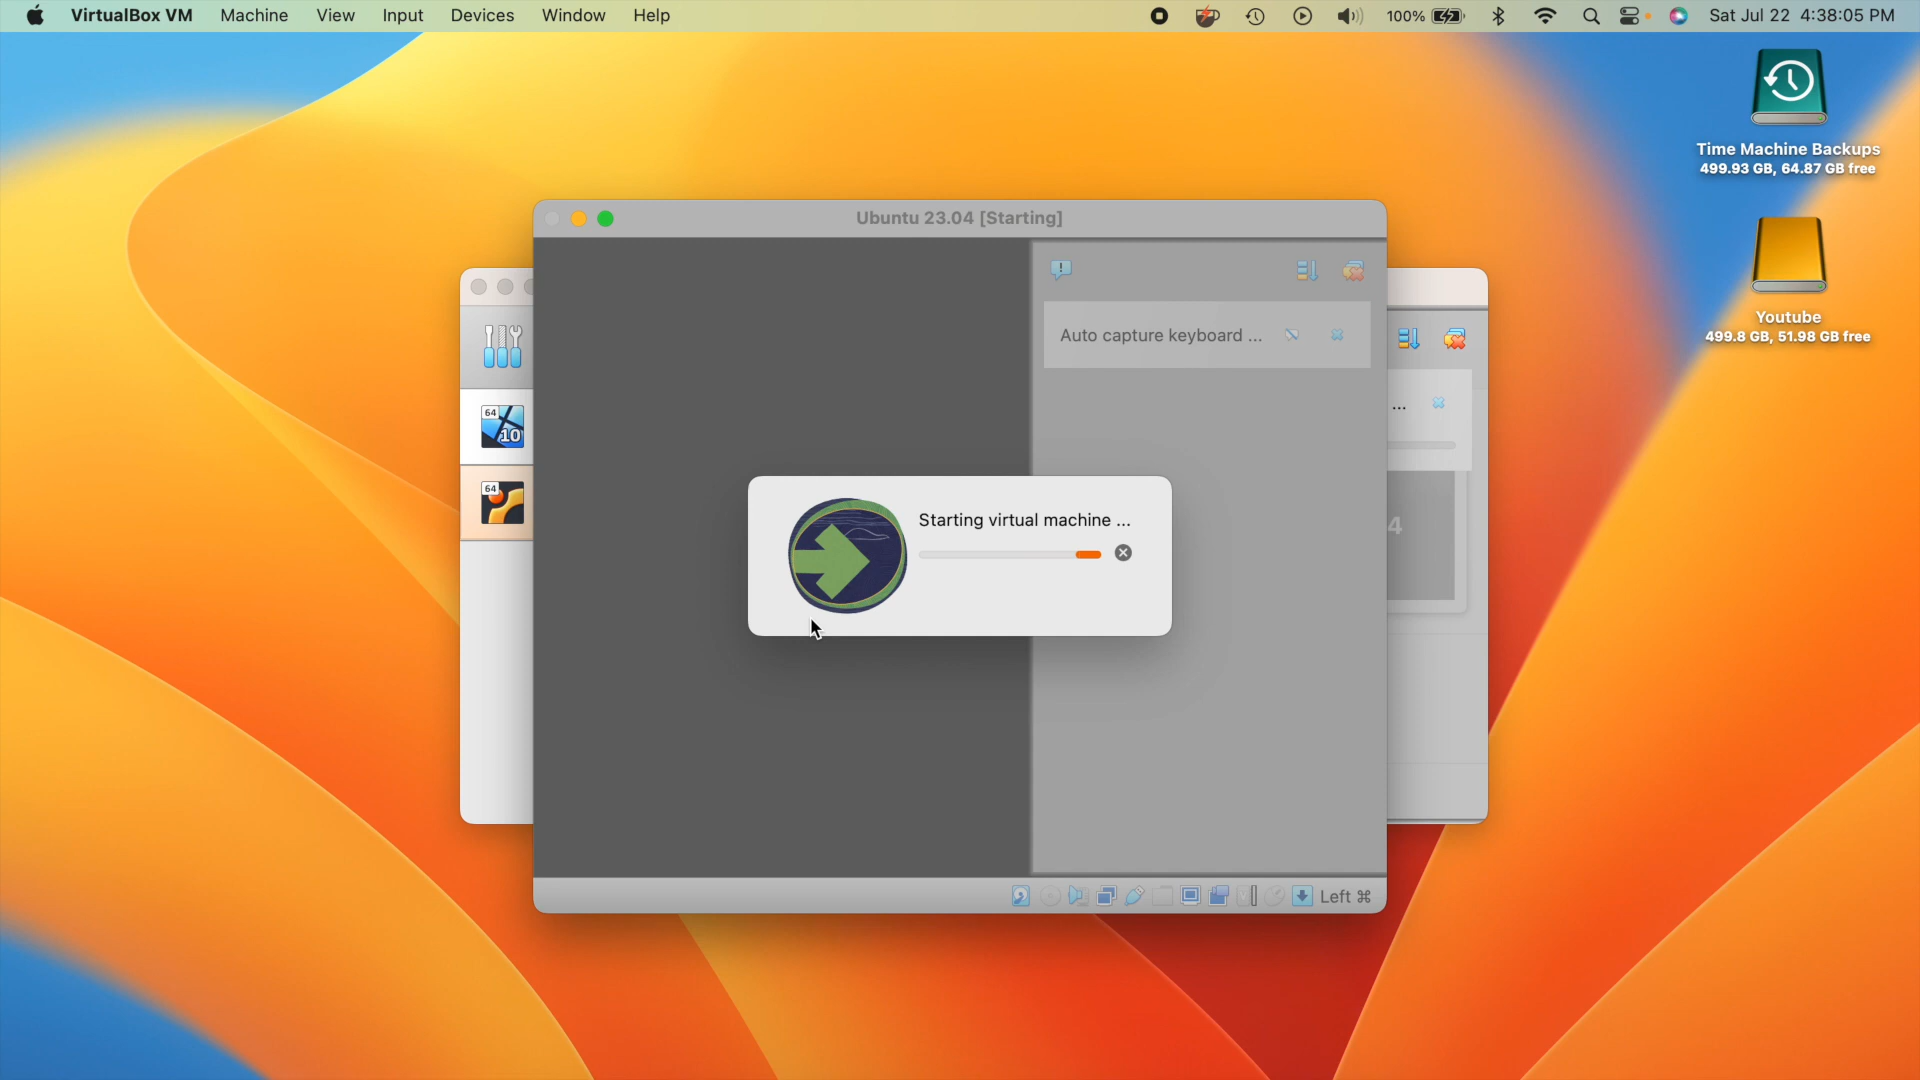 VirtualBox VM Machine View Input Devices Window Help 100% Sat Jul 22 4:38:05 PM
Time Machine Backups
499.93 GB, 64.87 GB free
Ubuntu 23.04 [Starting]
Youtube
499.8 GB, 51.98 GB free
Auto capture keyboard ...
...
64
10
64
4
Starting virtual machine ...
Left ⌘